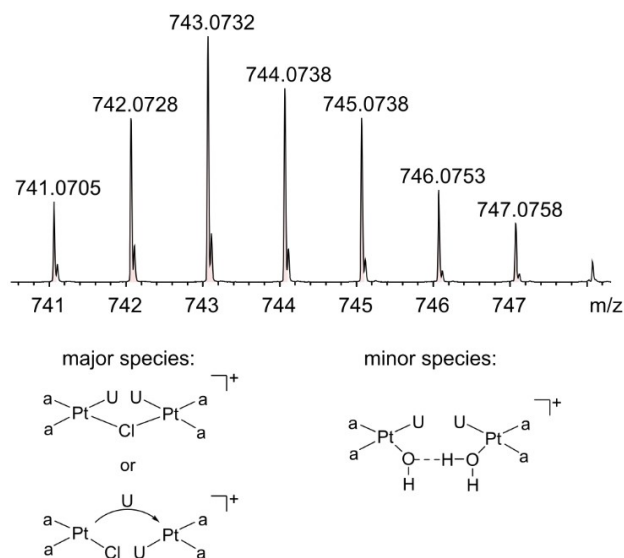 743.0732
744.0738
742.0728
745.0738
746.0753
741.0705
747.0758
741 742 743 744 745 746 747 m/z
major species: minor species:
a U U a ⁠+
Pt Pt
a Cl a
or
U +
a a
Pt Pt
a Cl U a
a U U a +
Pt Pt
a O---H-O a
H H